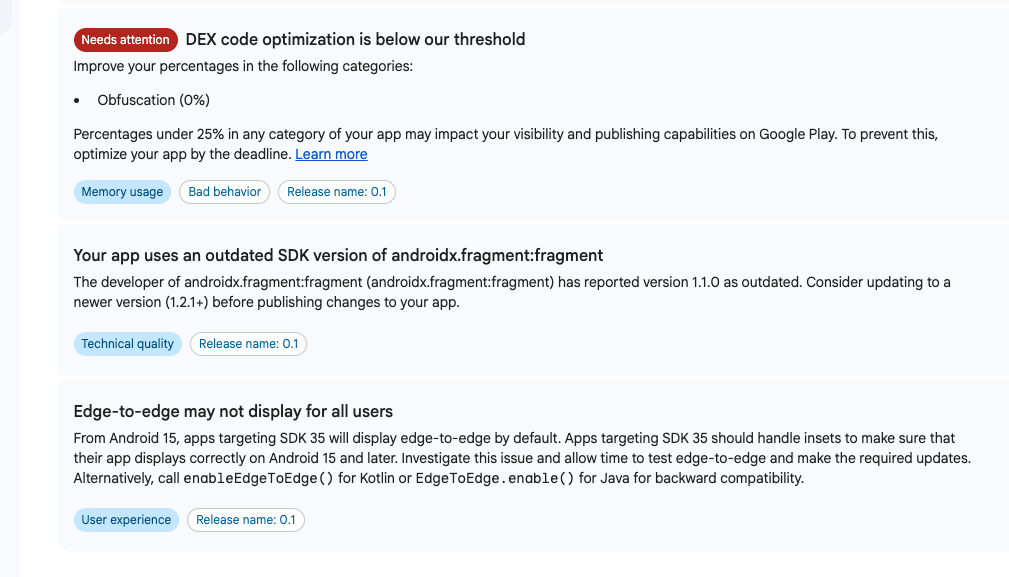 Needs attention DEX code optimization is below our threshold
Improve your percentages in the following categories:
• Obfuscation (0%)
Percentages under 25% in any category of your app may impact your visibility and publishing capabilities on Google Play. To prevent this,
optimize your app by the deadline. Learn more
Memory usage Bad behavior Release name: 0.1
Your app uses an outdated SDK version of androidx.fragment:fragment
The developer of androidx.fragment:fragment (androidx.fragment:fragment) has reported version 1.1.0 as outdated. Consider updating to a
newer version (1.2.1+) before publishing changes to your app.
Technical quality Release name: 0.1
Edge-to-edge may not display for all users
From Android 15, apps targeting SDK 35 will display edge-to-edge by default. Apps targeting SDK 35 should handle insets to make sure that
their app displays correctly on Android 15 and later. Investigate this issue and allow time to test edge-to-edge and make the required updates.
Alternatively, call enableEdgeToEdge() for Kotlin or EdgeToEdge.enable() for Java for backward compatibility.
User experience Release name: 0.1